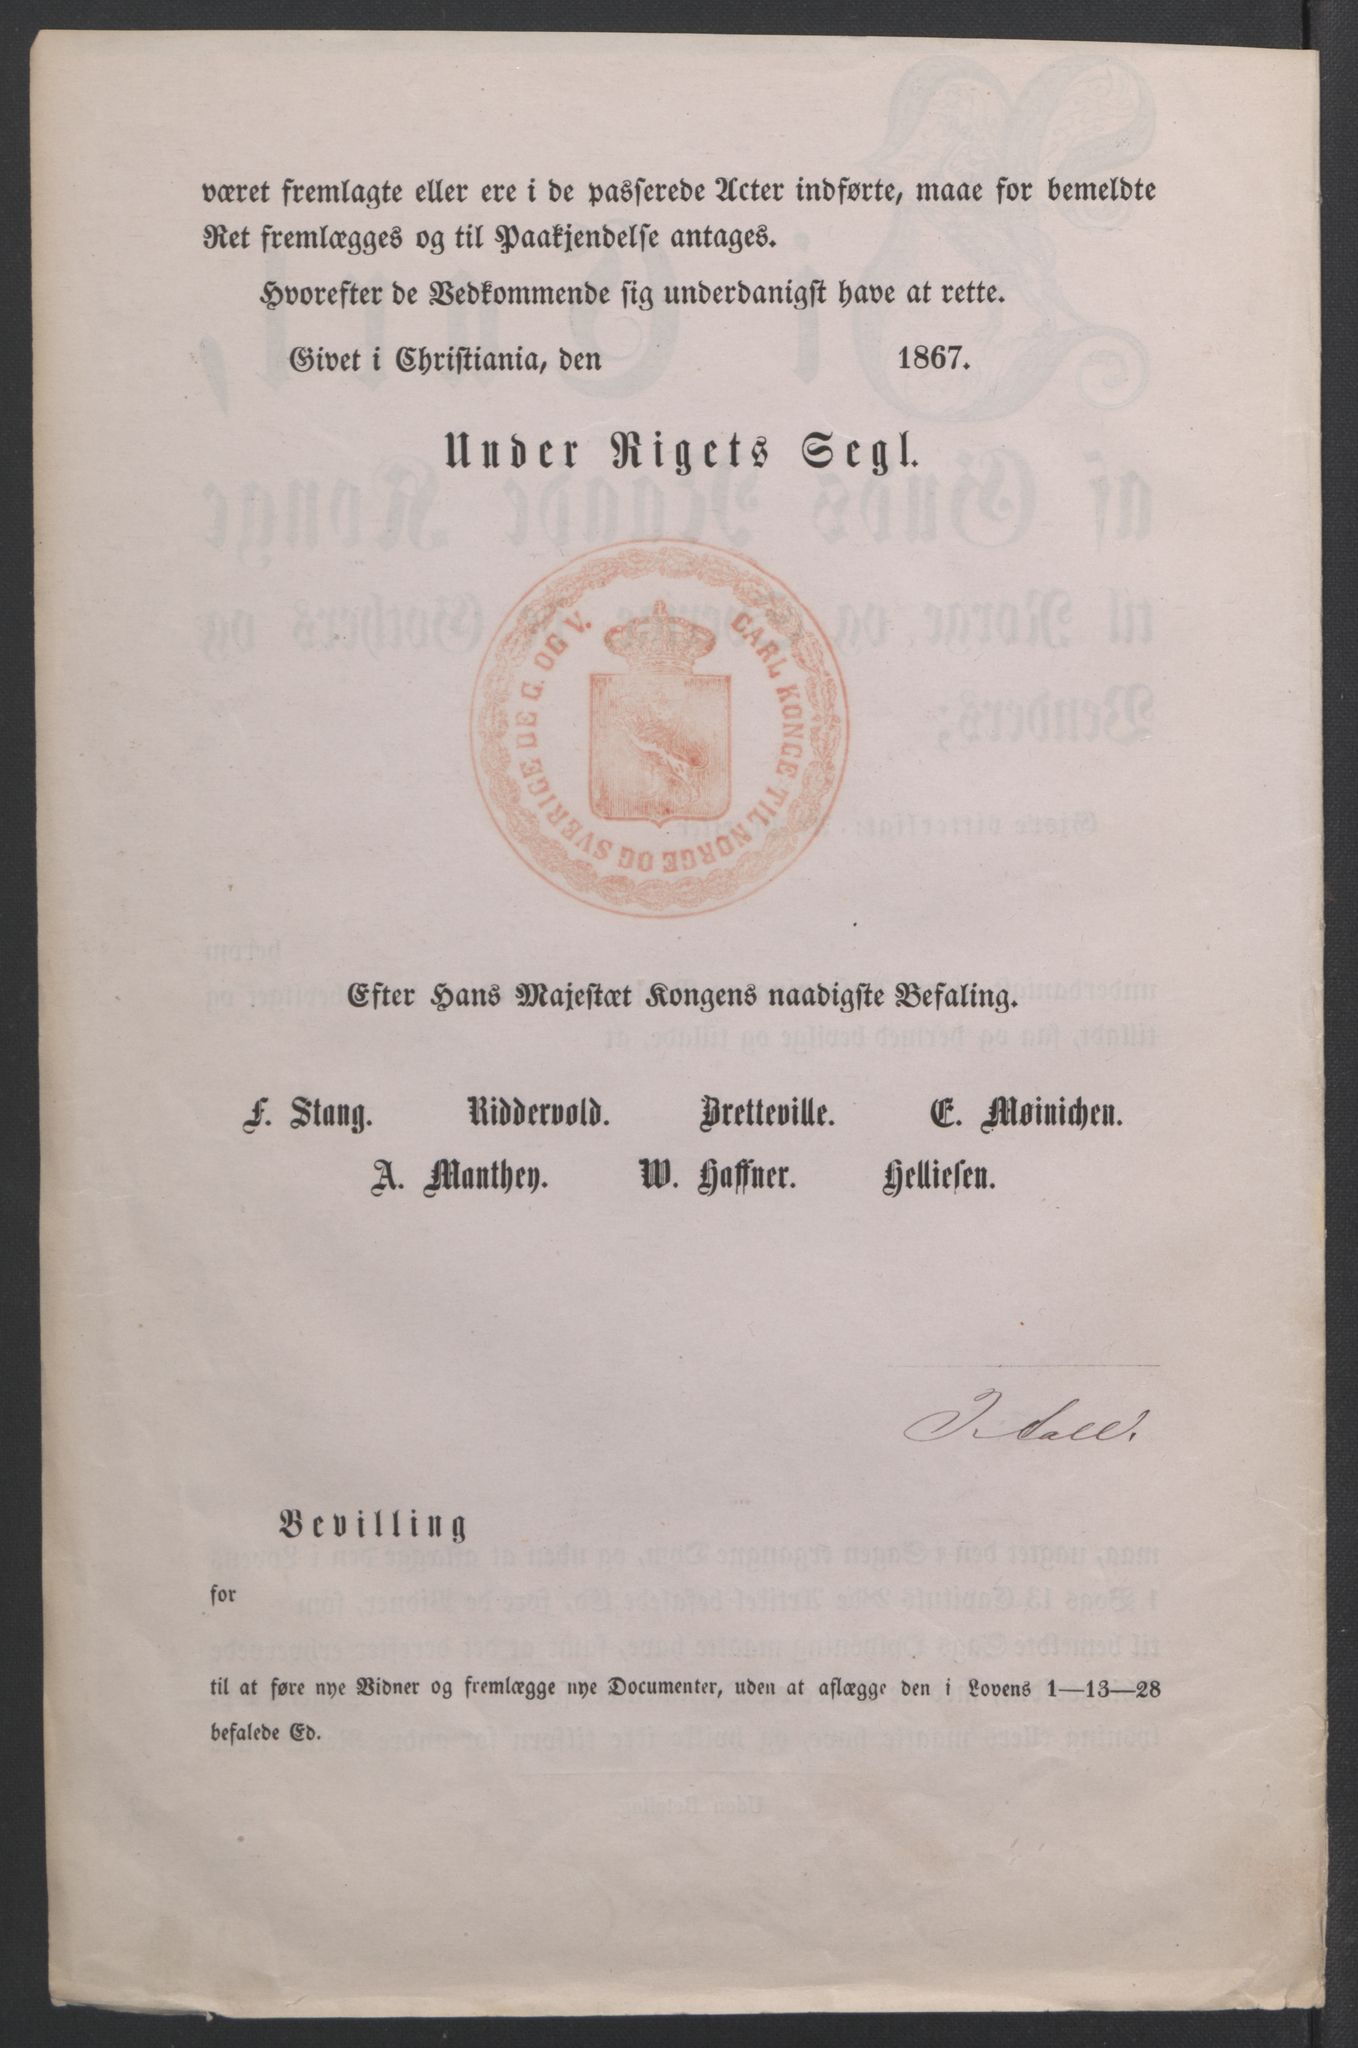 været fremlagte eller ere i de passerede Acter indførte, maae for bemeldte
Ret fremlægges og til Paakjendelse antages.
Hvorefter de Vedkommende sig underdanigst have at rette.
Givet i Christiania, den 1867.
Under Rigets Segl.
CARL KONGE TIL NORGE OG SVERIGE DE G. OG V.
Efter Hans Majestæt Kongens naadigste Befaling.
F. Stang. Riddervold. Bretteville. E. Møinichen.
A. Manthey. W. Haffner. Helliesen.
Bevilling
for
til at føre nye Vidner og fremlægge nye Documenter, uden at aflægge den i Lovens 1—13—28
befalede Ed.